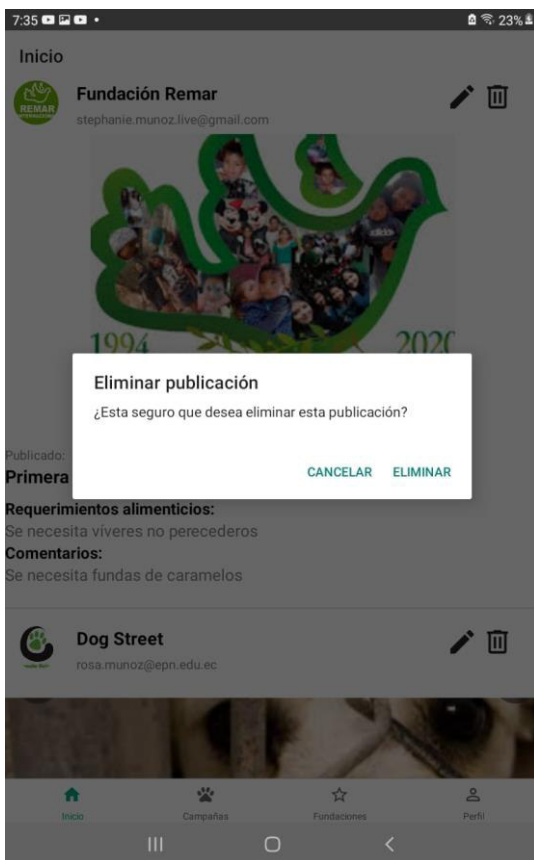 7:35
23%
Inicio
REMAR
Fundación Remar
stephanie.munoz.live@gmail.com
1994 2020
Eliminar publicación
¿Esta seguro que desea eliminar esta publicación?
CANCELAR ELIMINAR
Publicado:
Primera
Requerimientos alimenticios:
Se necesita víveres no perecederos
Comentarios:
Se necesita fundas de caramelos
Dog Street
rosa.munoz@epn.edu.ec
Inicio Campañas Fundaciones Perfil